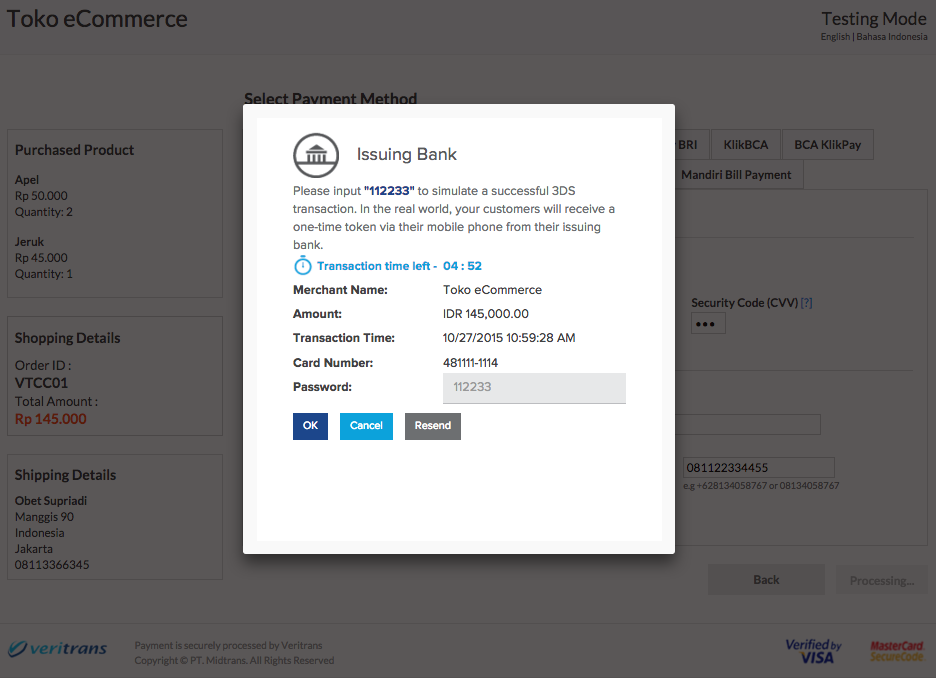 Toko eCommerce
Testing Mode
English | Bahasa Indonesia
Select Payment Method
Purchased Product
Apel
Rp 50.000
Quantity: 2
Jeruk
Rp 45.000
Quantity: 1
Shopping Details
Order ID :
VTCC01
Total Amount :
Rp 145.000
Shipping Details
Obet Supriadi
Manggis 90
Indonesia
Jakarta
08113366345
Issuing Bank
Please input "112233" to simulate a successful 3DS
transaction. In the real world, your customers will receive a
one-time token via their mobile phone from their issuing
bank.
Transaction time left - 04 : 52
Merchant Name: Toko eCommerce
Amount: IDR 145,000.00
Transaction Time: 10/27/2015 10:59:28 AM
Card Number: 481111-1114
Password: 112233
OK Cancel Resend
BRI KlikBCA BCA KlikPay
Mandiri Bill Payment
Security Code (CVV) [?]
•••
081122334455
e.g +628134058767 or 08134058767
Back Processing...
veritrans
Payment is securely processed by Veritrans
Copyright © PT. Midtrans. All Rights Reserved
Verified by
VISA
MasterCard.
SecureCode.